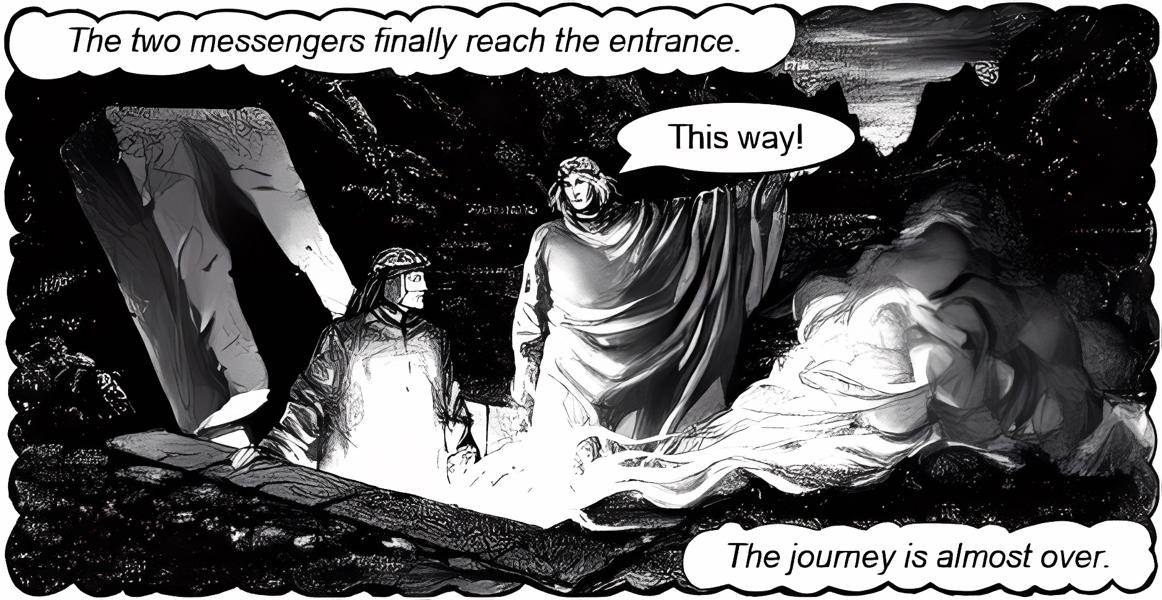 The two messengers finally reach the entrance.
This way!
The journey is almost over.